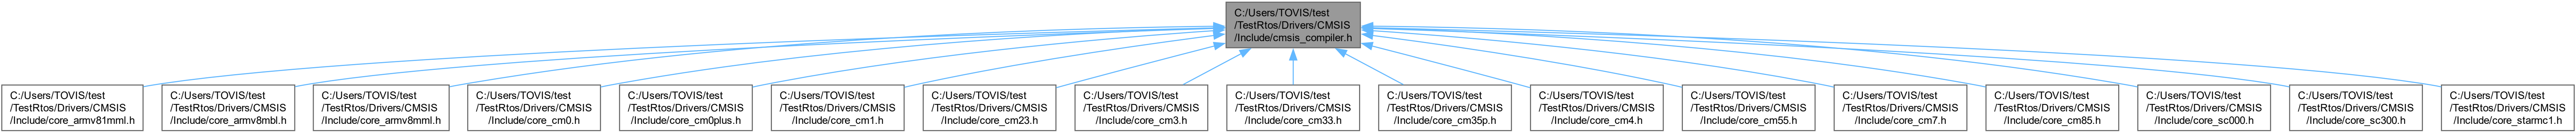 C:/Users/TOVIS/test
/TestRtos/Drivers/CMSIS
/Include/cmsis_compiler.h
C:/Users/TOVIS/test
/TestRtos/Drivers/CMSIS
/Include/core_armv81mml.h
C:/Users/TOVIS/test
/TestRtos/Drivers/CMSIS
/Include/core_armv8mbl.h
C:/Users/TOVIS/test
/TestRtos/Drivers/CMSIS
/Include/core_armv8mml.h
C:/Users/TOVIS/test
/TestRtos/Drivers/CMSIS
/Include/core_cm0.h
C:/Users/TOVIS/test
/TestRtos/Drivers/CMSIS
/Include/core_cm0plus.h
C:/Users/TOVIS/test
/TestRtos/Drivers/CMSIS
/Include/core_cm1.h
C:/Users/TOVIS/test
/TestRtos/Drivers/CMSIS
/Include/core_cm23.h
C:/Users/TOVIS/test
/TestRtos/Drivers/CMSIS
/Include/core_cm3.h
C:/Users/TOVIS/test
/TestRtos/Drivers/CMSIS
/Include/core_cm33.h
C:/Users/TOVIS/test
/TestRtos/Drivers/CMSIS
/Include/core_cm35p.h
C:/Users/TOVIS/test
/TestRtos/Drivers/CMSIS
/Include/core_cm4.h
C:/Users/TOVIS/test
/TestRtos/Drivers/CMSIS
/Include/core_cm55.h
C:/Users/TOVIS/test
/TestRtos/Drivers/CMSIS
/Include/core_cm7.h
C:/Users/TOVIS/test
/TestRtos/Drivers/CMSIS
/Include/core_cm85.h
C:/Users/TOVIS/test
/TestRtos/Drivers/CMSIS
/Include/core_sc000.h
C:/Users/TOVIS/test
/TestRtos/Drivers/CMSIS
/Include/core_sc300.h
C:/Users/TOVIS/test
/TestRtos/Drivers/CMSIS
/Include/core_starmc1.h